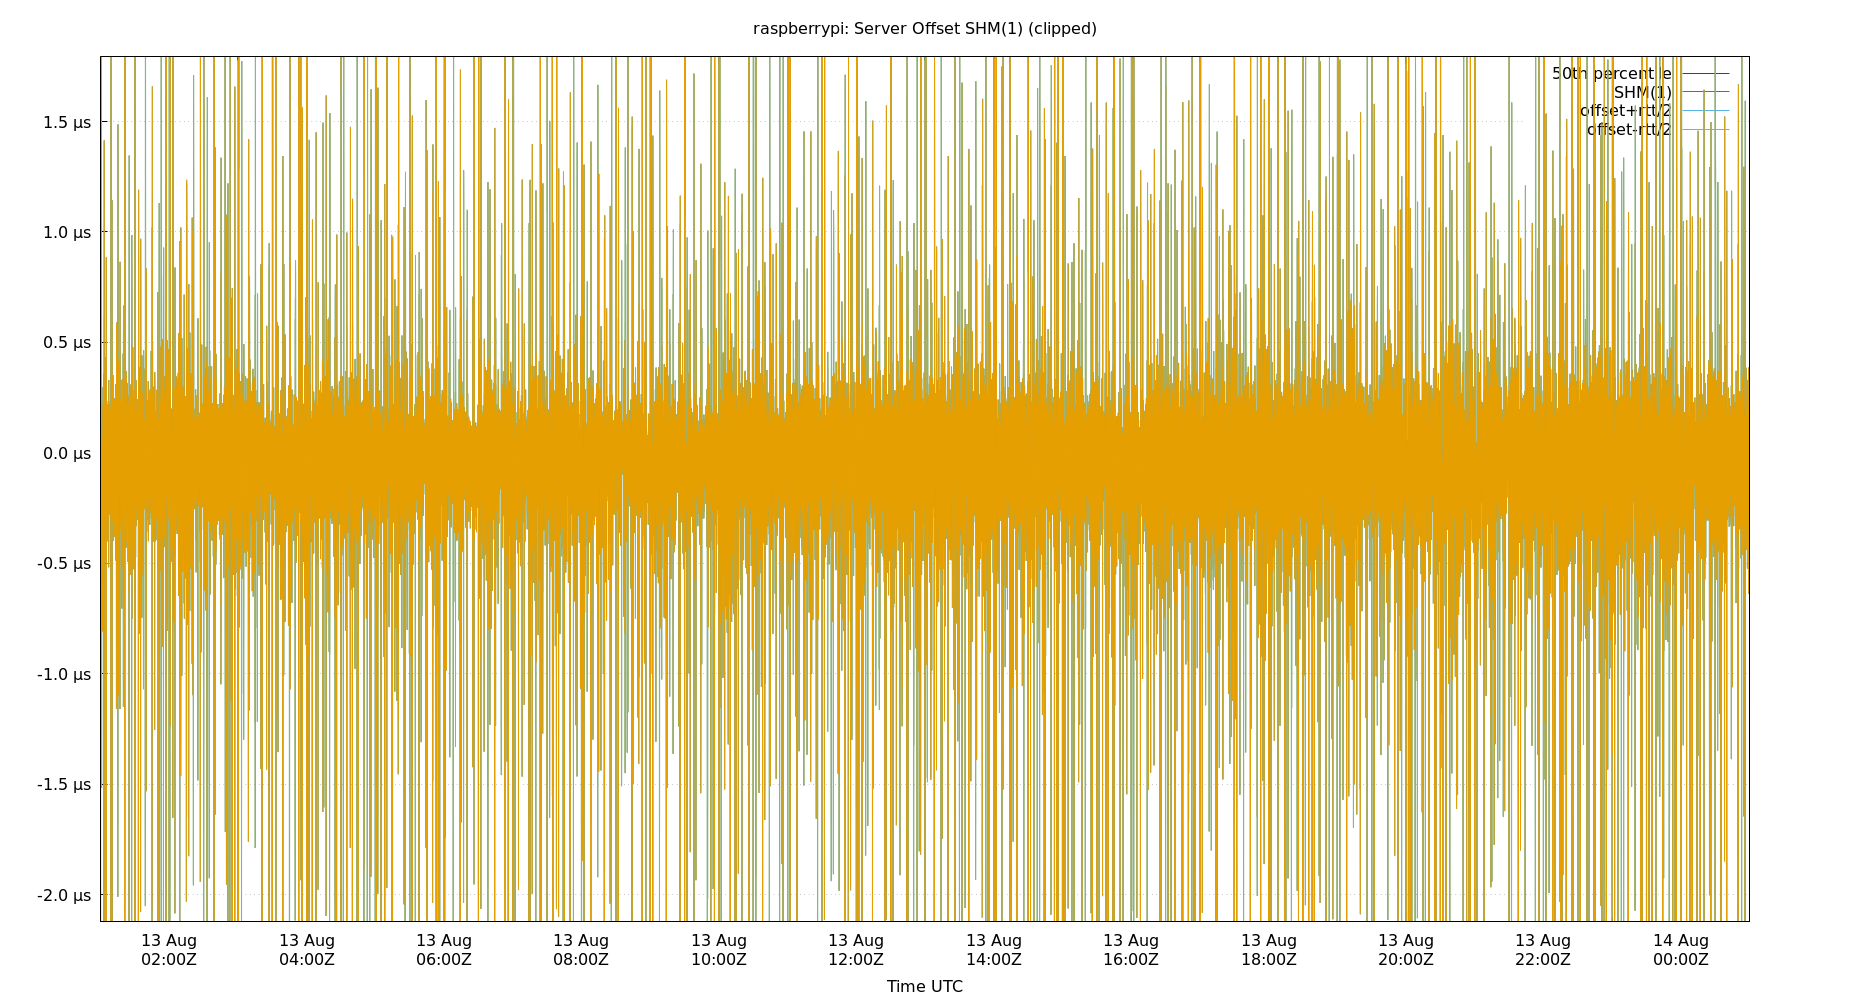 raspberrypi: Server Offset SHM(1) (clipped)
50th percentile
SHM(1)
offset+rtt/2
offset-rtt/2
1.5 µs
1.0 µs
0.5 µs
0.0 µs
-0.5 µs
-1.0 µs
-1.5 µs
-2.0 µs
13 Aug 13 Aug 13 Aug 13 Aug 13 Aug 13 Aug 13 Aug 13 Aug 13 Aug 13 Aug 13 Aug 14 Aug
02:00Z 04:00Z 06:00Z 08:00Z 10:00Z 12:00Z 14:00Z 16:00Z 18:00Z 20:00Z 22:00Z 00:00Z
Time UTC